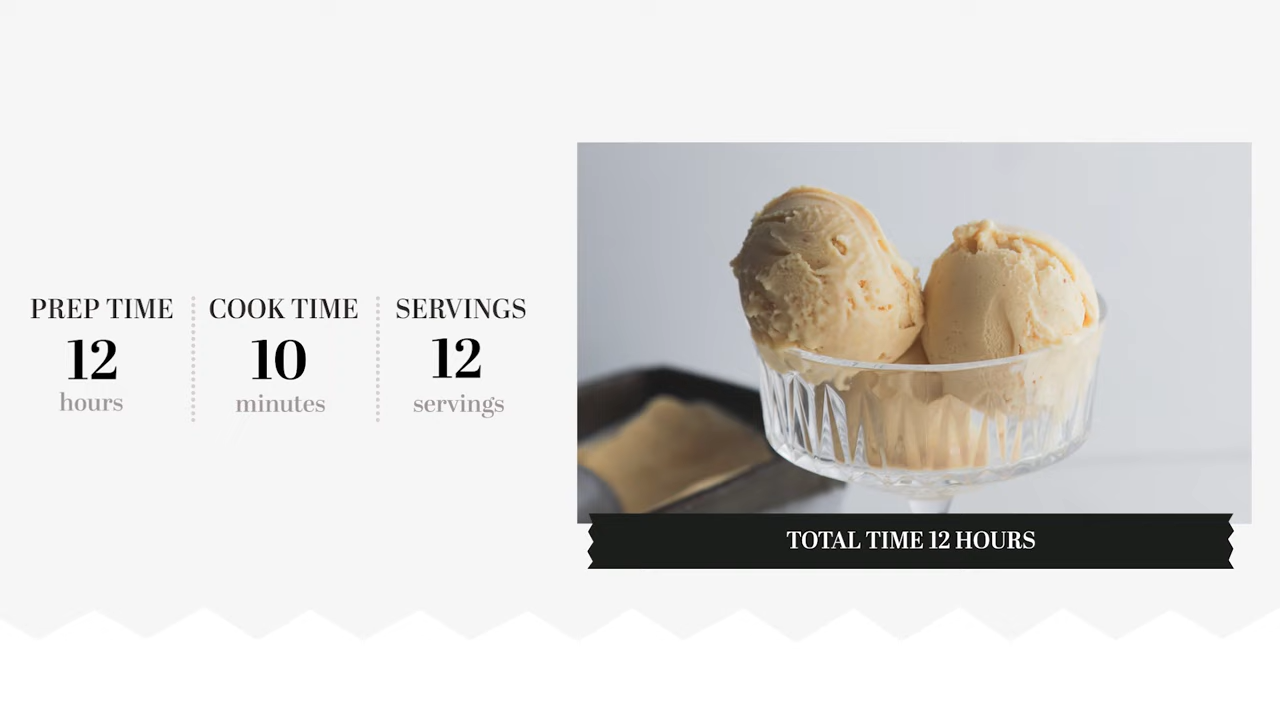 PREP TIME
12
hours
COOK TIME
10
minutes
SERVINGS
12
servings
TOTAL TIME 12 HOURS